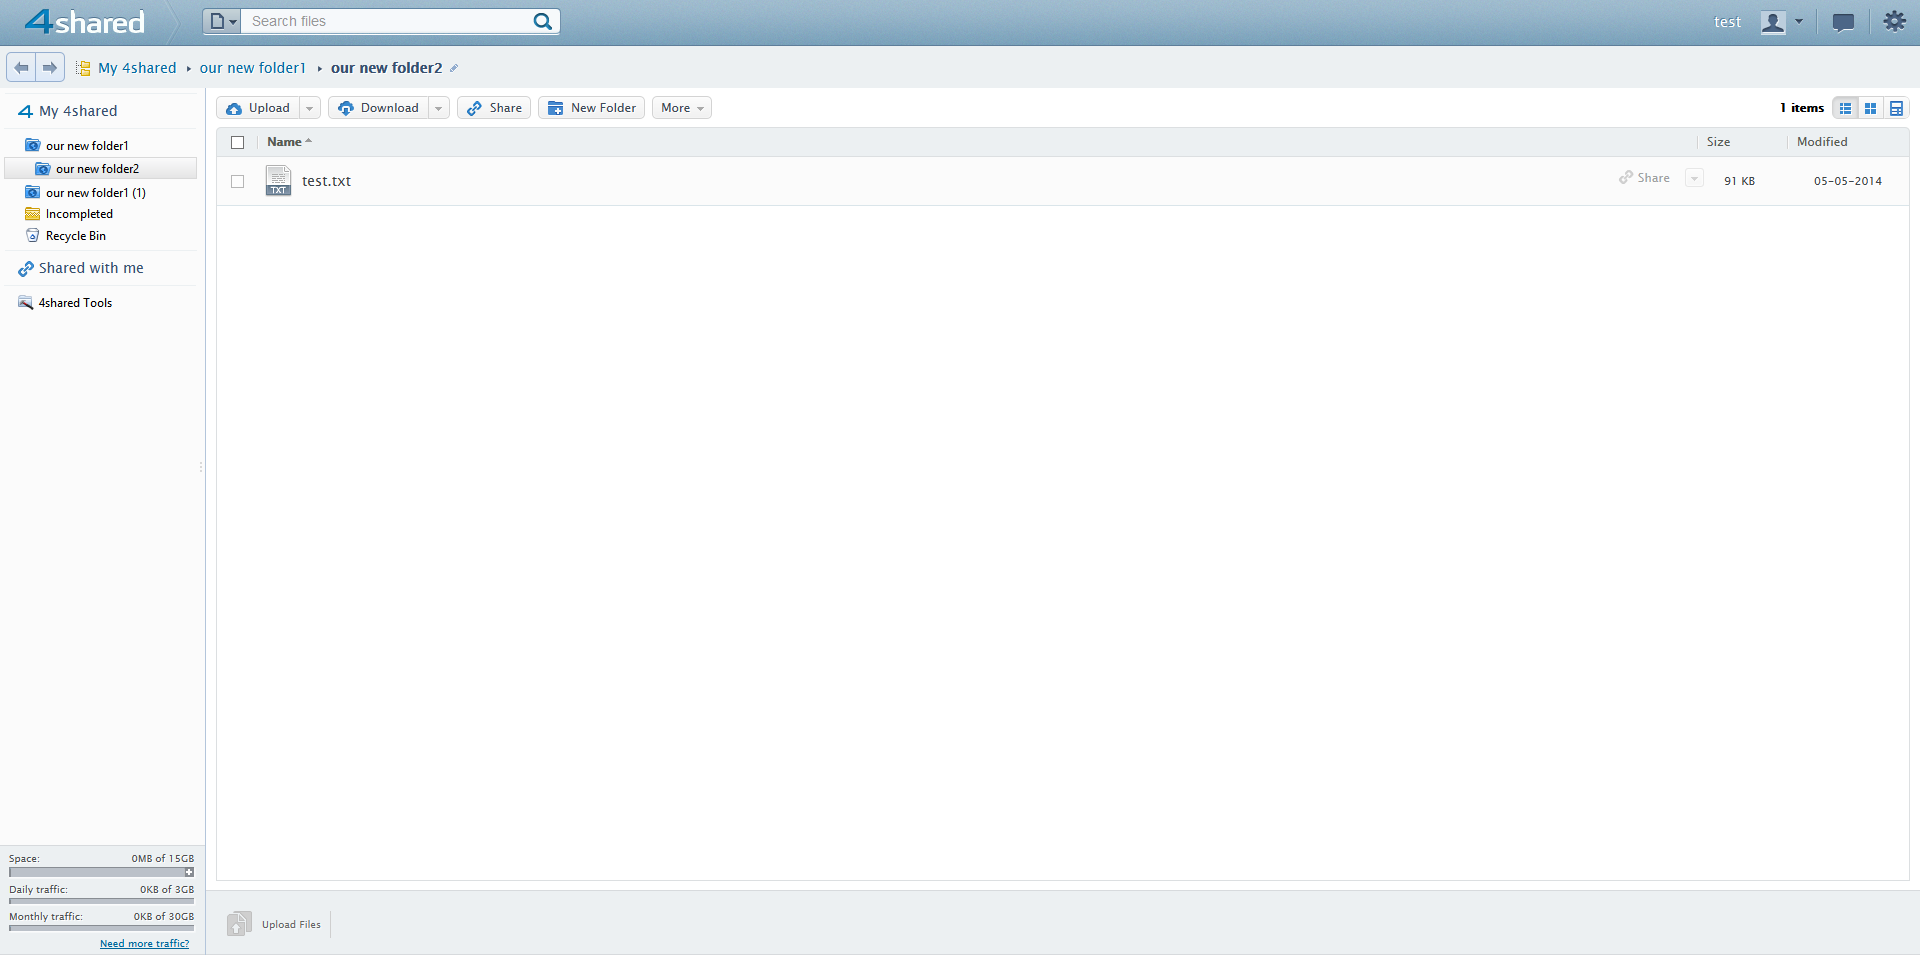 4shared
Search files
test
My 4shared
our new folder1
our new folder2
My 4shared
our new folder1
our new folder2
our new folder1 (1)
Incompleted
Recycle Bin
Shared with me
4shared Tools
Upload
Download
Share
New Folder
More
1 items
Name
Size
Modified
TXT
test.txt
Share
91 KB
05-05-2014
Space: 0MB of 15GB
Daily traffic: 0KB of 3GB
Monthly traffic: 0KB of 30GB
Need more traffic?
Upload Files